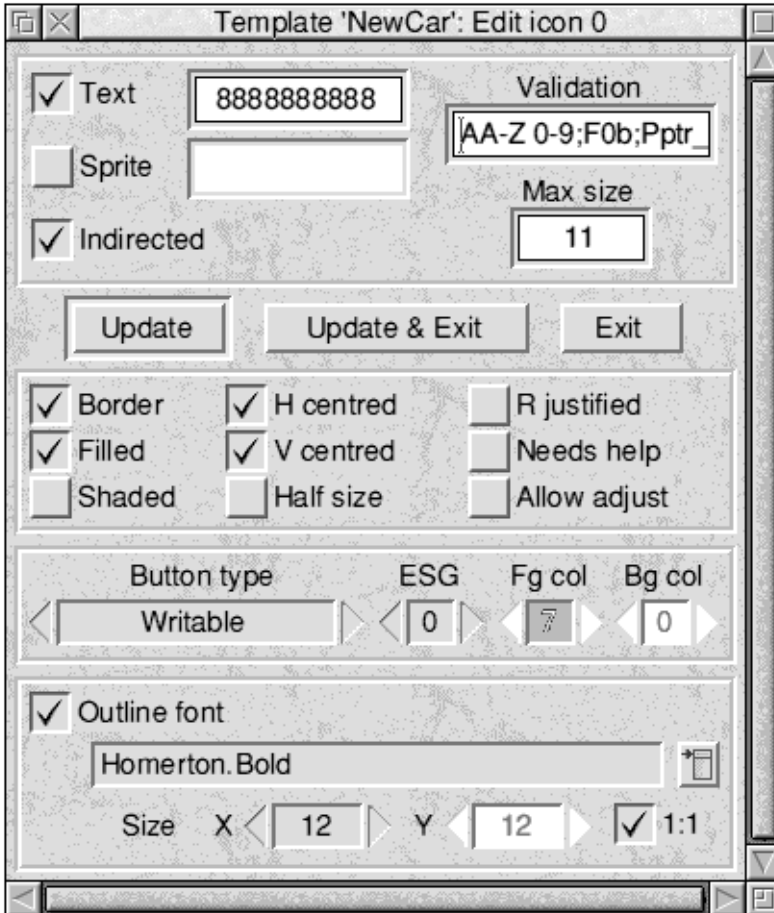 Template 'NewCar': Edit icon 0
Text 8888888888 Validation
AA-Z 0-9;F0b;Pptr_
Sprite
Max size
Indirected 11
Update Update & Exit Exit
Border H centred R justified
Filled V centred Needs help
Shaded Half size Allow adjust
Button type ESG Fg col Bg col
Writable 0 7 0
Outline font
Homerton.Bold
Size X 12 Y 12 1:1